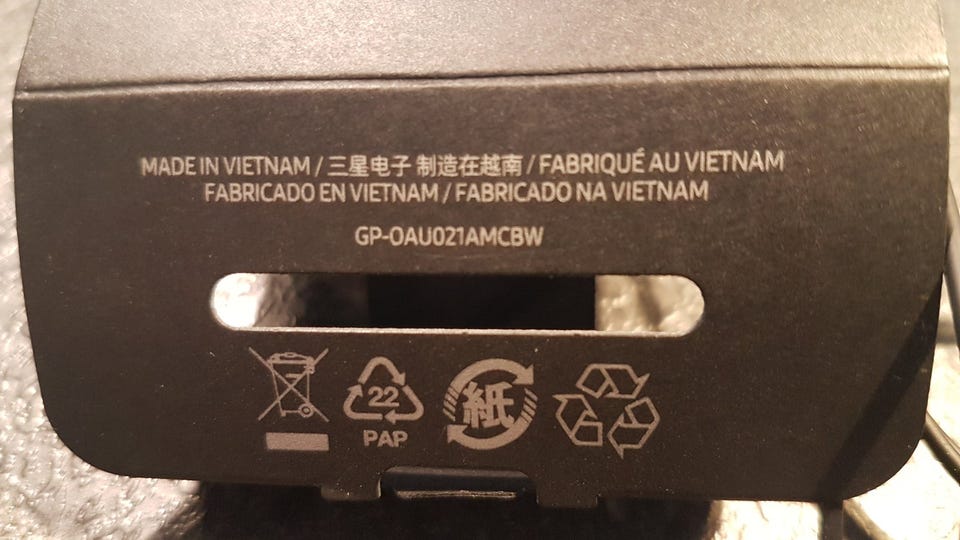 MADE IN VIETNAM / 三星电子 制造在越南 / FABRIQUÉ AU VIETNAM
FABRICADO EN VIETNAM / FABRICADO NA VIETNAM
GP-OAU021AMCBW
22
PAP
紙